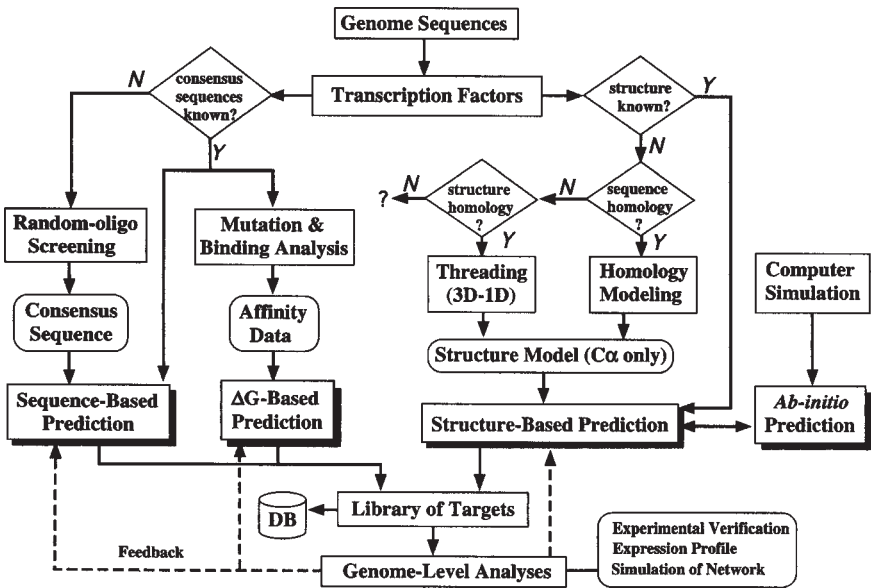 Genome Sequences
N
consensus
sequences
known?
Transcription Factors
structure
known?
Y
Y
N
?
N
structure
homology
?
N
sequence
homology
?
Random-oligo
Screening
Mutation &
Binding Analysis
Y
Y
Threading
(3D-1D)
Homology
Modeling
Computer
Simulation
Consensus
Sequence
Affinity
Data
Structure Model (Cα only)
Sequence-Based
Prediction
ΔG-Based
Prediction
Structure-Based Prediction
Ab-initio
Prediction
DB
Library of Targets
Feedback
Genome-Level Analyses
Experimental Verification
Expression Profile
Simulation of Network